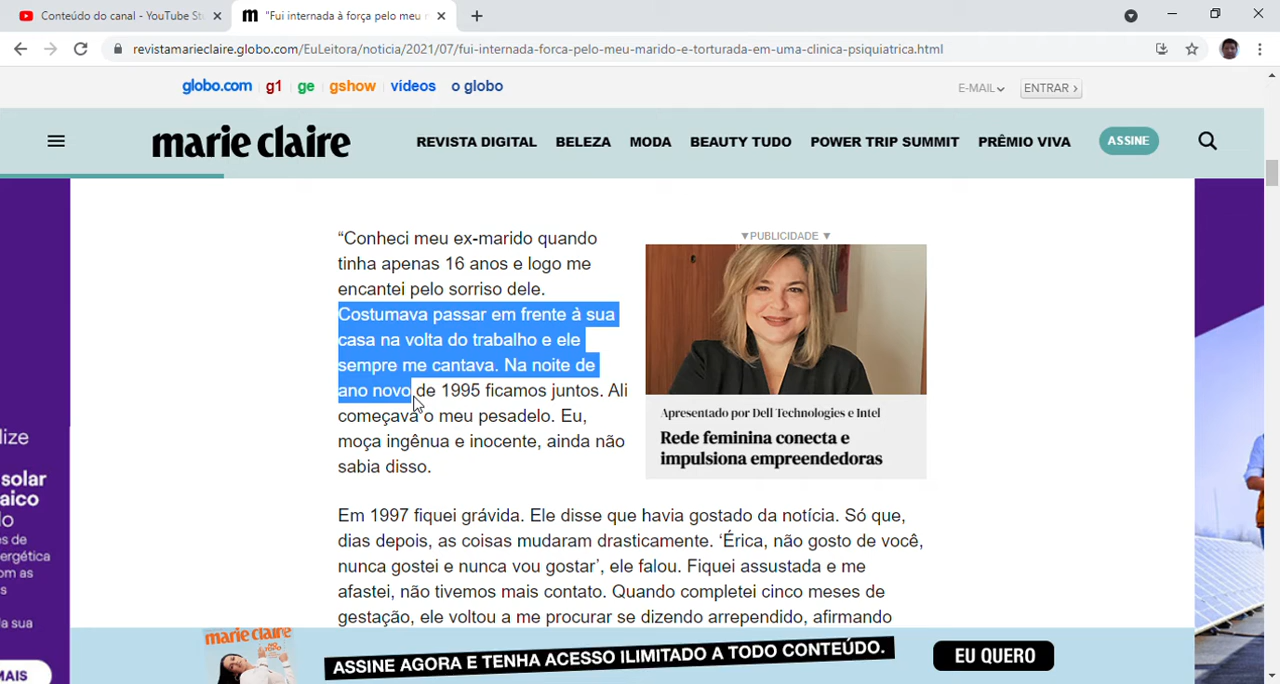 Conteúdo do canal - YouTube St
"Fui internada à força pelo meu
revistamarieclaire.globo.com/EuLeitora/noticia/2021/07/fui-internada-forca-pelo-meu-marido-e-torturada-em-uma-clinica-psiquiatrica.html
globo.com g1 ge gshow vídeos o globo
E-MAIL
ENTRAR ›
marie claire
REVISTA DIGITAL BELEZA MODA BEAUTY TUDO POWER TRIP SUMMIT PRÊMIO VIVA
ASSINE
“Conheci meu ex-marido quando
tinha apenas 16 anos e logo me
encantei pelo sorriso dele.
Costumava passar em frente à sua
casa na volta do trabalho e ele
sempre me cantava. Na noite de
ano novo de 1995 ficamos juntos. Ali
começava o meu pesadelo. Eu,
moça ingênua e inocente, ainda não
sabia disso.
▼PUBLICIDADE ▼
Apresentado por Dell Technologies e Intel
Rede feminina conecta e
impulsiona empreendedoras
Em 1997 fiquei grávida. Ele disse que havia gostado da notícia. Só que,
dias depois, as coisas mudaram drasticamente. ‘Érica, não gosto de você,
nunca gostei e nunca vou gostar’, ele falou. Fiquei assustada e me
afastei, não tivemos mais contato. Quando completei cinco meses de
gestação, ele voltou a me procurar se dizendo arrependido, afirmando
lize
solar
aico
o
es de
ergética
om as
s
a sua
MAIS
marie claire
ASSINE AGORA E TENHA ACESSO ILIMITADO A TODO CONTEÚDO.
EU QUERO